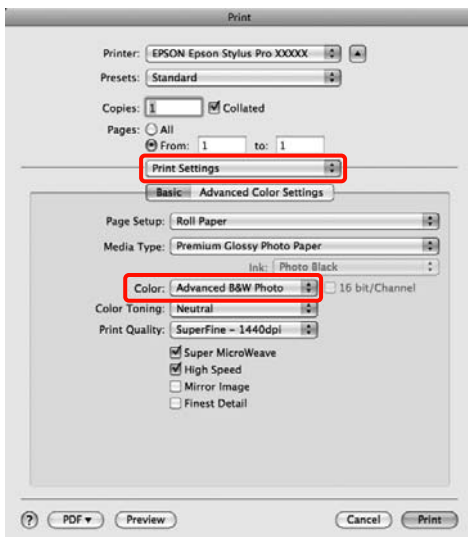 Print
Printer: EPSON Epson Stylus Pro XXXXX
Presets: Standard
Copies: 1 Collated
Pages: All
From: 1 to: 1
Print Settings
Basic Advanced Color Settings
Page Setup: Roll Paper
Media Type: Premium Glossy Photo Paper
Ink: Photo Black
Color: Advanced B&W Photo 16 bit/Channel
Color Toning: Neutral
Print Quality: SuperFine - 1440dpi
Super MicroWeave
High Speed
Mirror Image
Finest Detail
? PDF Preview Cancel Print